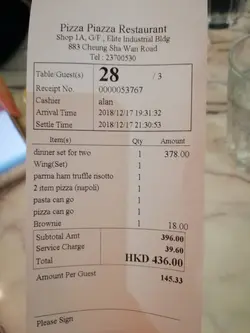 Pizza Piazza Restaurant
Shop 1A, G/F , Elite Industrial Bldg
883 Cheung Sha Wan Road
Tel : 23700530
Table/Guest(s) 28 / 3
Receipt No. 0000053767
Cashier alan
Arrival Time 2018/12/17 19:31:32
Settle Time 2018/12/17 21:30:53
Item(s) Qty Amount
dinner set for two 1 378.00
Wing(Set) 1
parma ham truffle risotto 1
2 item pizza (napoli) 1
pasta can go 1
pizza can go 1
Brownie 1 18.00
Subtotal Amt 396.00
Service Charge 39.60
Total HKD 436.00
Amount Per Guest 145.33
Please Sign